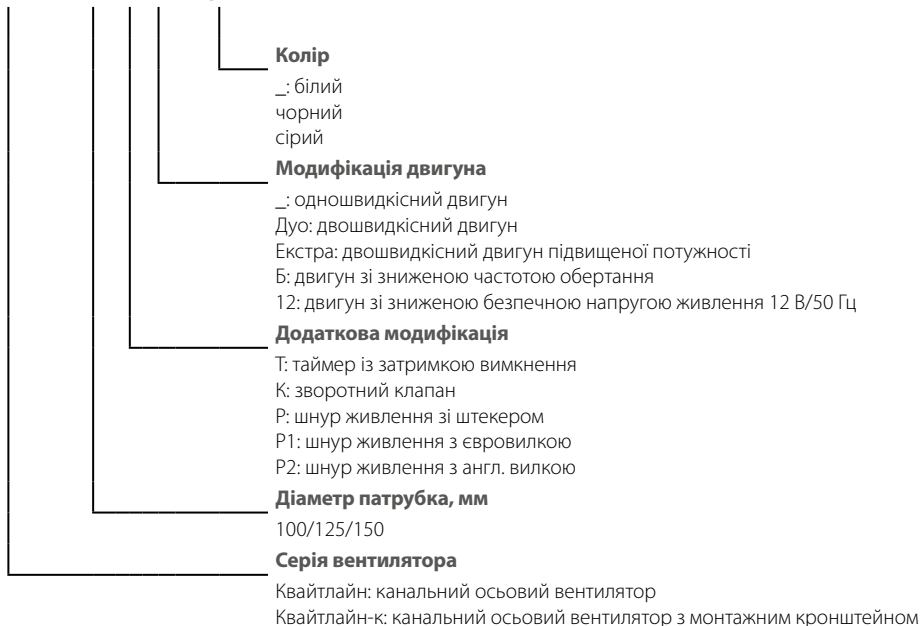 Колір
_: білий
чорний
сірий
Модифікація двигуна
_: одношвидкісний двигун
Дуо: двошвидкісний двигун
Екстра: двошвидкісний двигун підвищеної потужності
Б: двигун зі зниженою частотою обертання
12: двигун зі зниженою безпечною напругою живлення 12 В/50 Гц
Додаткова модифікація
Т: таймер із затримкою вимкнення
К: зворотний клапан
Р: шнур живлення зі штекером
Р1: шнур живлення з євровилкою
Р2: шнур живлення з англ. вилкою
Діаметр патрубка, мм
100/125/150
Серія вентилятора
Квайтлайн: канальний осьовий вентилятор
Квайтлайн-к: канальний осьовий вентилятор з монтажним кронштейном